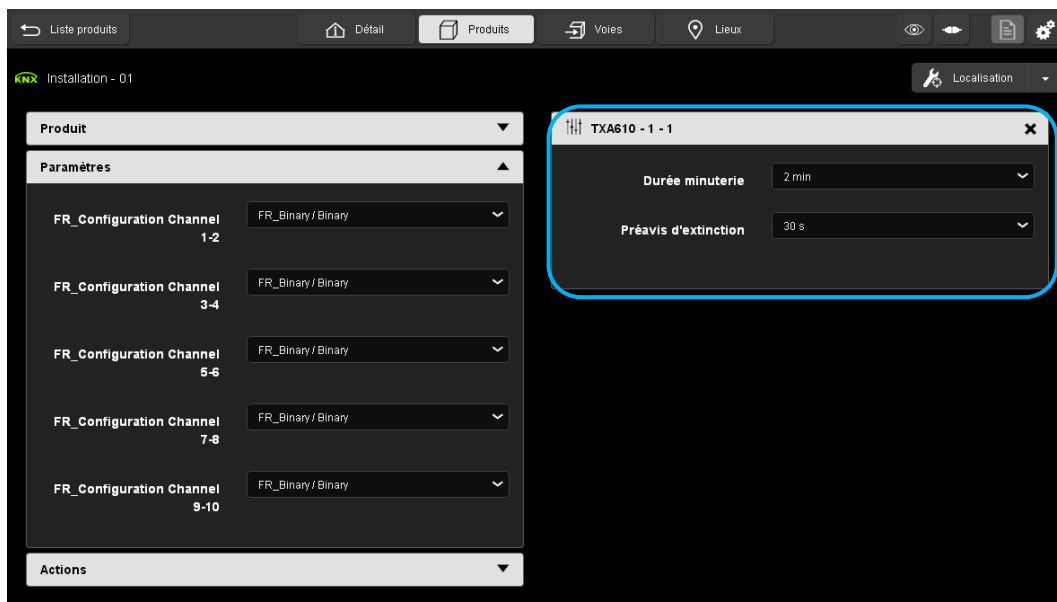 Liste produits
Détail
Produits
Voies
Lieux
KNX Installation - 01
Localisation
Produit
Paramètres
FR_Configuration Channel
1-2
FR_Binary / Binary
FR_Configuration Channel
3-4
FR_Binary / Binary
FR_Configuration Channel
5-6
FR_Binary / Binary
FR_Configuration Channel
7-8
FR_Binary / Binary
FR_Configuration Channel
9-10
FR_Binary / Binary
Actions
TXA610 - 1 - 1
Durée minuterie
2 min
Préavis d'extinction
30 s